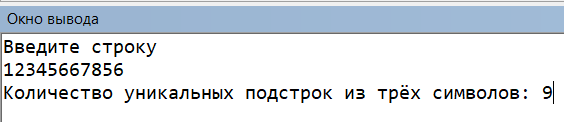 Окно вывода
Введите строку
12345667856
Количество уникальных подстрок из трёх символов: 9